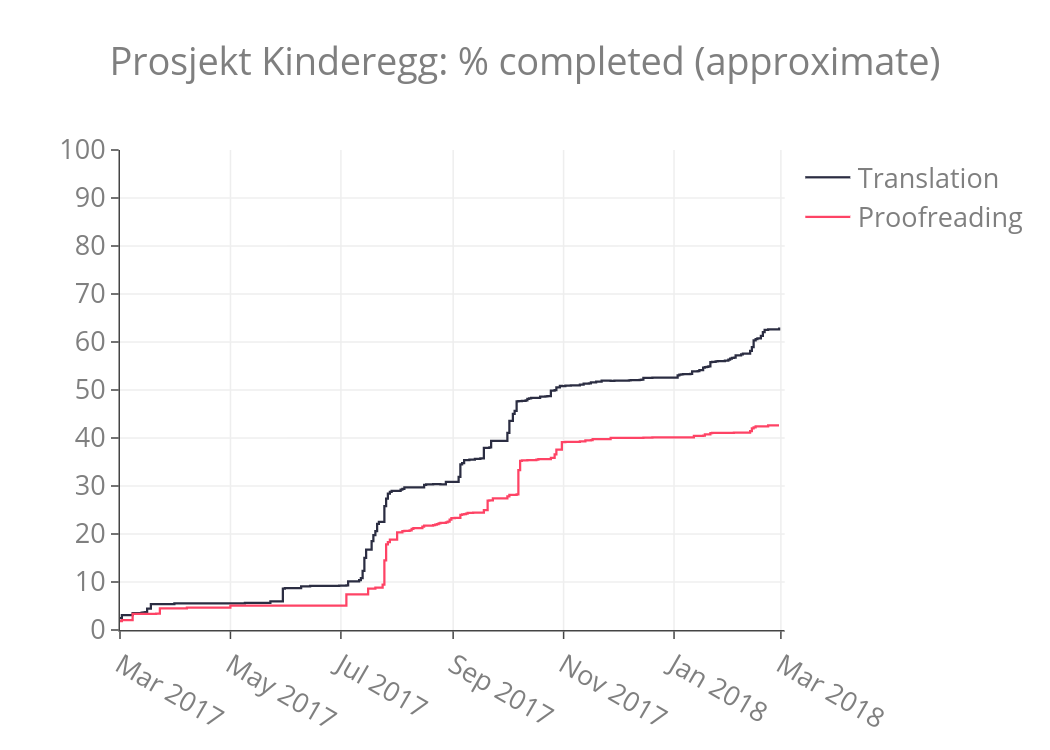 Prosjekt Kinderegg: % completed (approximate)
100
90
80
70
60
50
40
30
20
10
0
Translation
Proofreading
Mar 2017
May 2017
Jul 2017
Sep 2017
Nov 2017
Jan 2018
Mar 2018